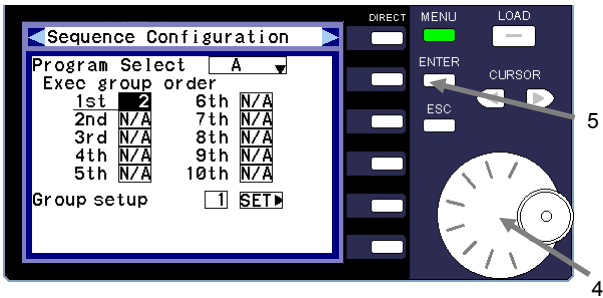 DIRECT MENU LOAD
Sequence Configuration
Program Select A
Exec group order
1st 2 6th N/A
2nd N/A 7th N/A
3rd N/A 8th N/A
4th N/A 9th N/A
5th N/A 10th N/A
Group setup 1 SET
ENTER
CURSOR
ESC
5
4